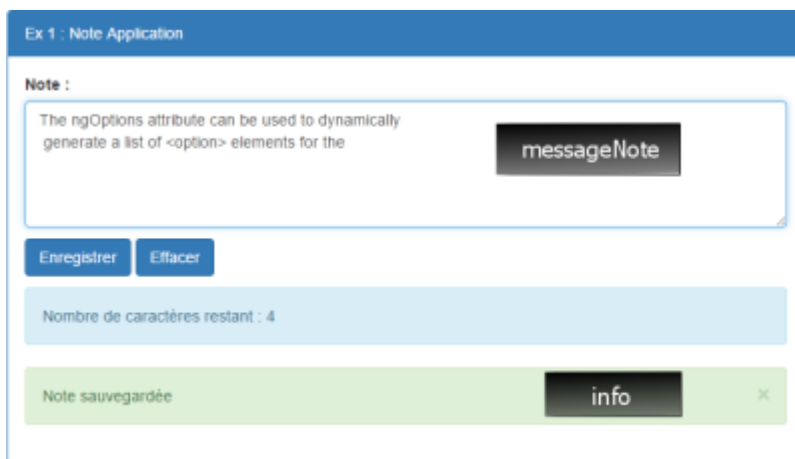 Ex 1 : Note Application
Note :
The ngOptions attribute can be used to dynamically
generate a list of <option> elements for the
messageNote
Enregistrer Effacer
Nombre de caractères restant : 4
Note sauvegardée info ×